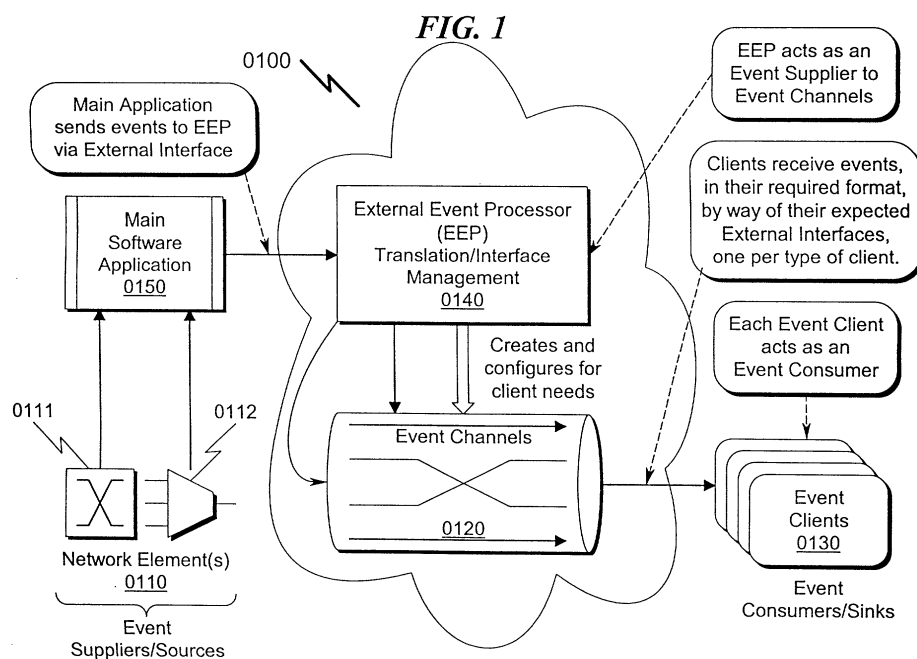 FIG. 1
0100
Main Application
sends events to EEP
via External Interface
EEP acts as an
Event Supplier to
Event Channels
Clients receive events,
in their required format,
by way of their expected
External Interfaces,
one per type of client.
Main
Software
Application
0150
External Event Processor
(EEP)
Translation/Interface
Management
0140
Each Event Client
acts as an
Event Consumer
Creates and
configures for
client needs
0111
0112
Event Channels
0120
Event
Clients
0130
Network Element(s)
0110
Event
Suppliers/Sources
Event
Consumers/Sinks